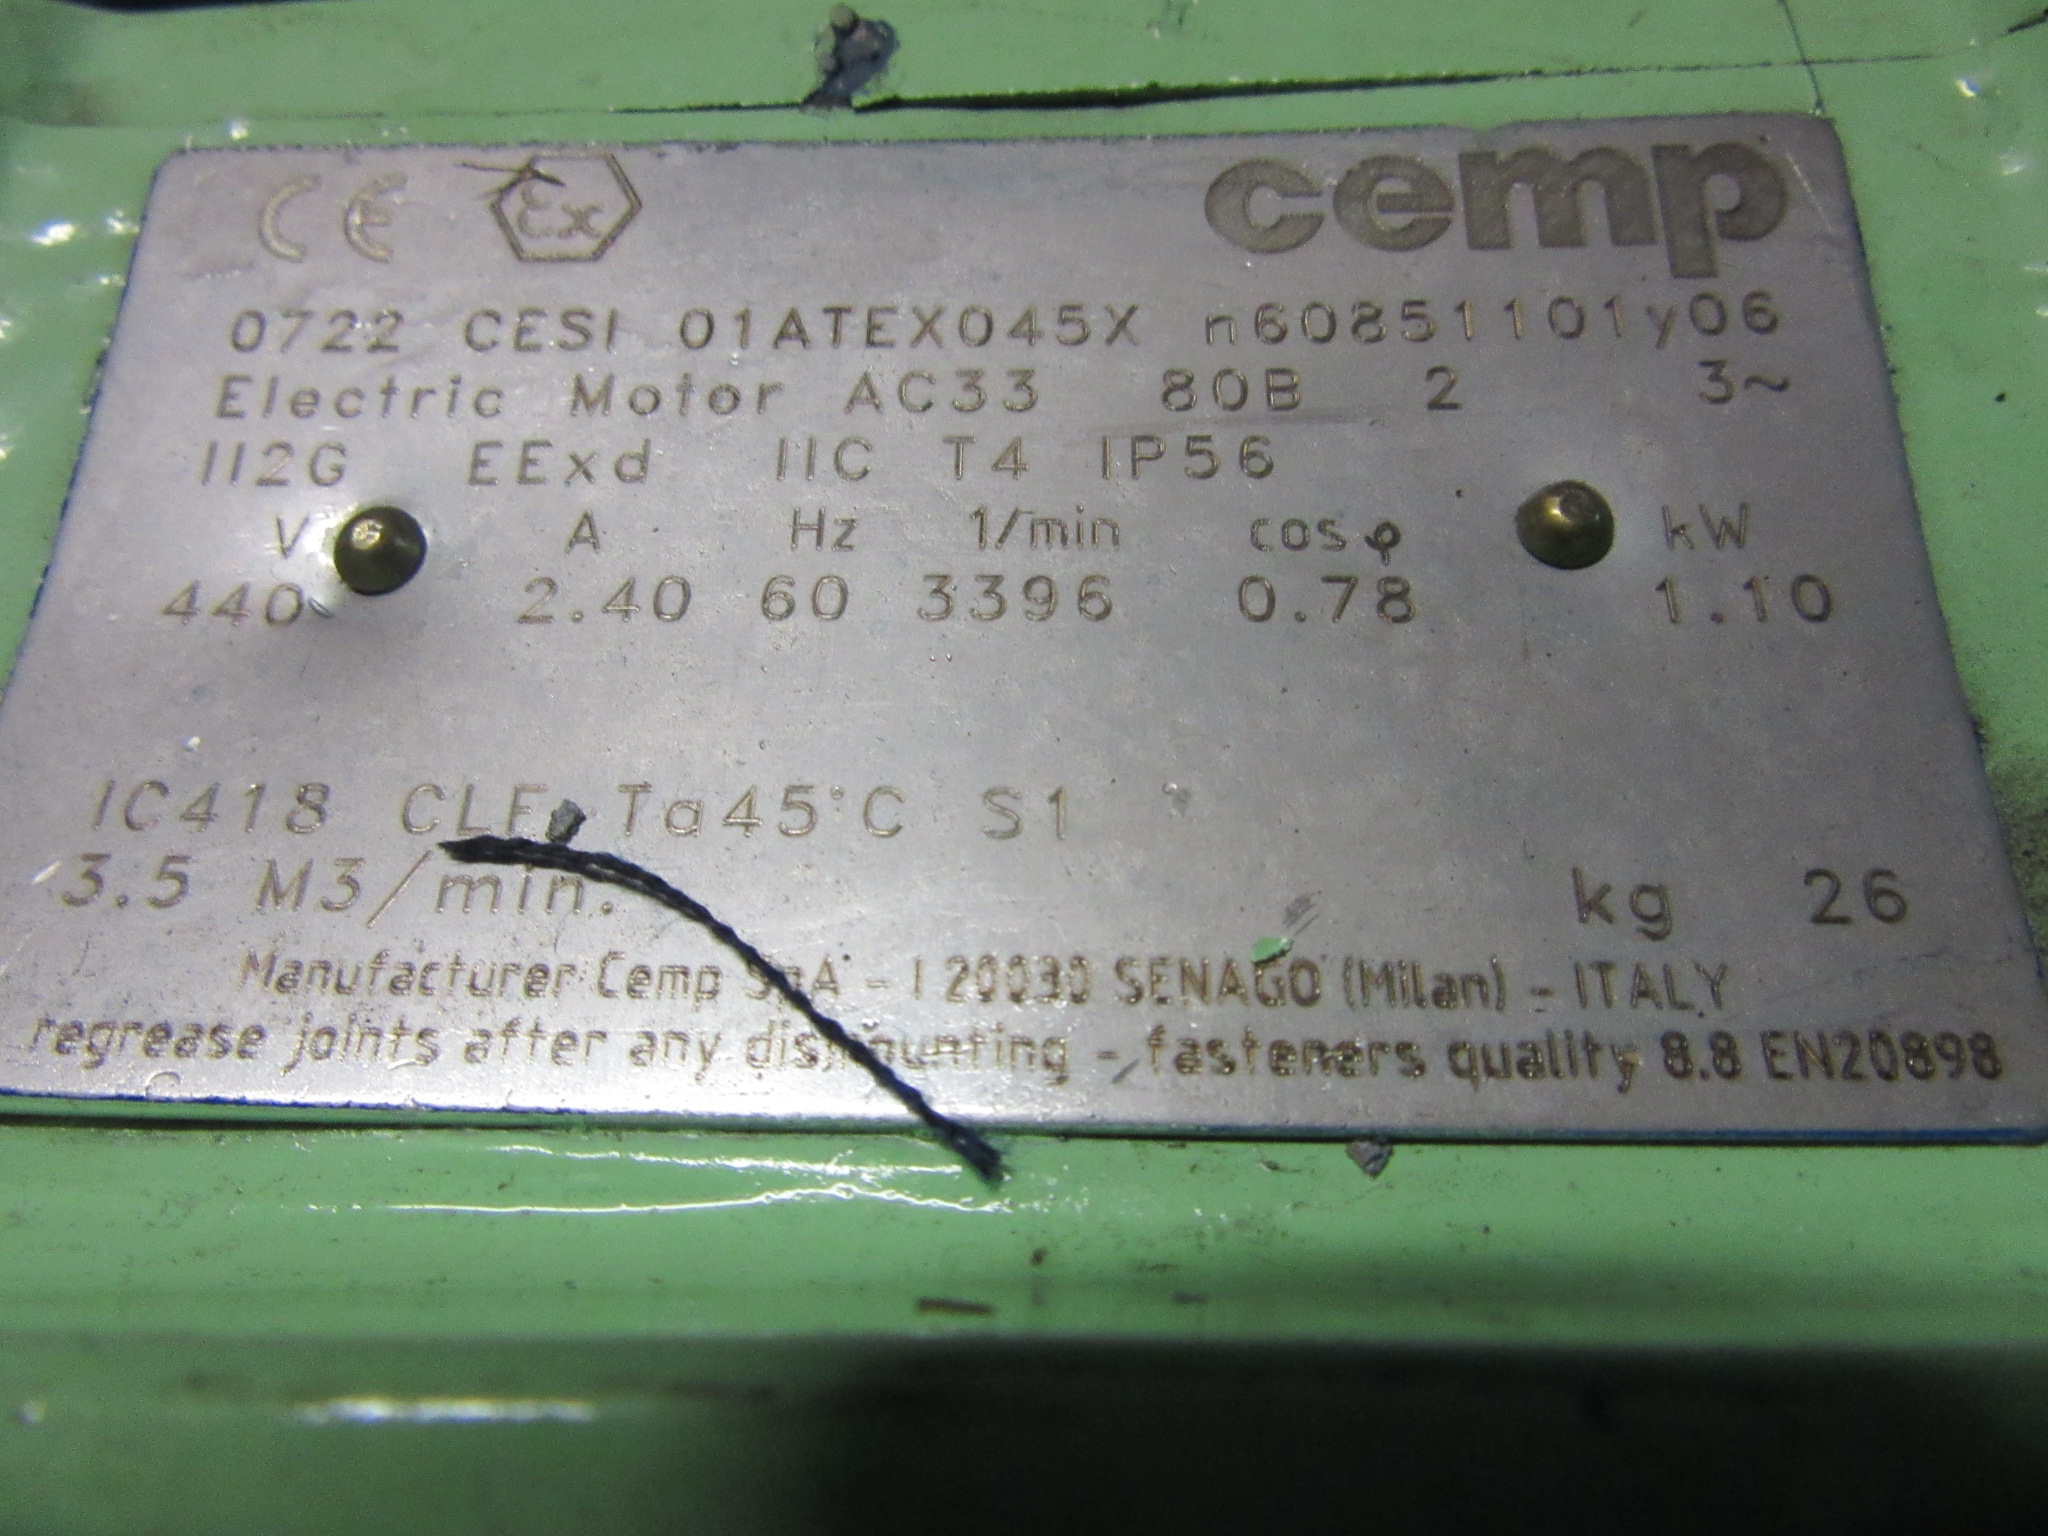 CE Ex cemp
0722 CESI 01ATEX045X n60851101y06
Electric Motor AC33 80B 2 3~
II2G EExd IIC T4 IP56
V A Hz 1/min cosφ kW
440 2.40 60 3396 0.78 1.10
IC418 CLF Ta45°C S1
3.5 M3/min. kg 26
Manufacturer Cemp SpA - I 20030 SENAGO (Milan) - ITALY
regrease joints after any dismounting - fasteners quality 8.8 EN20898